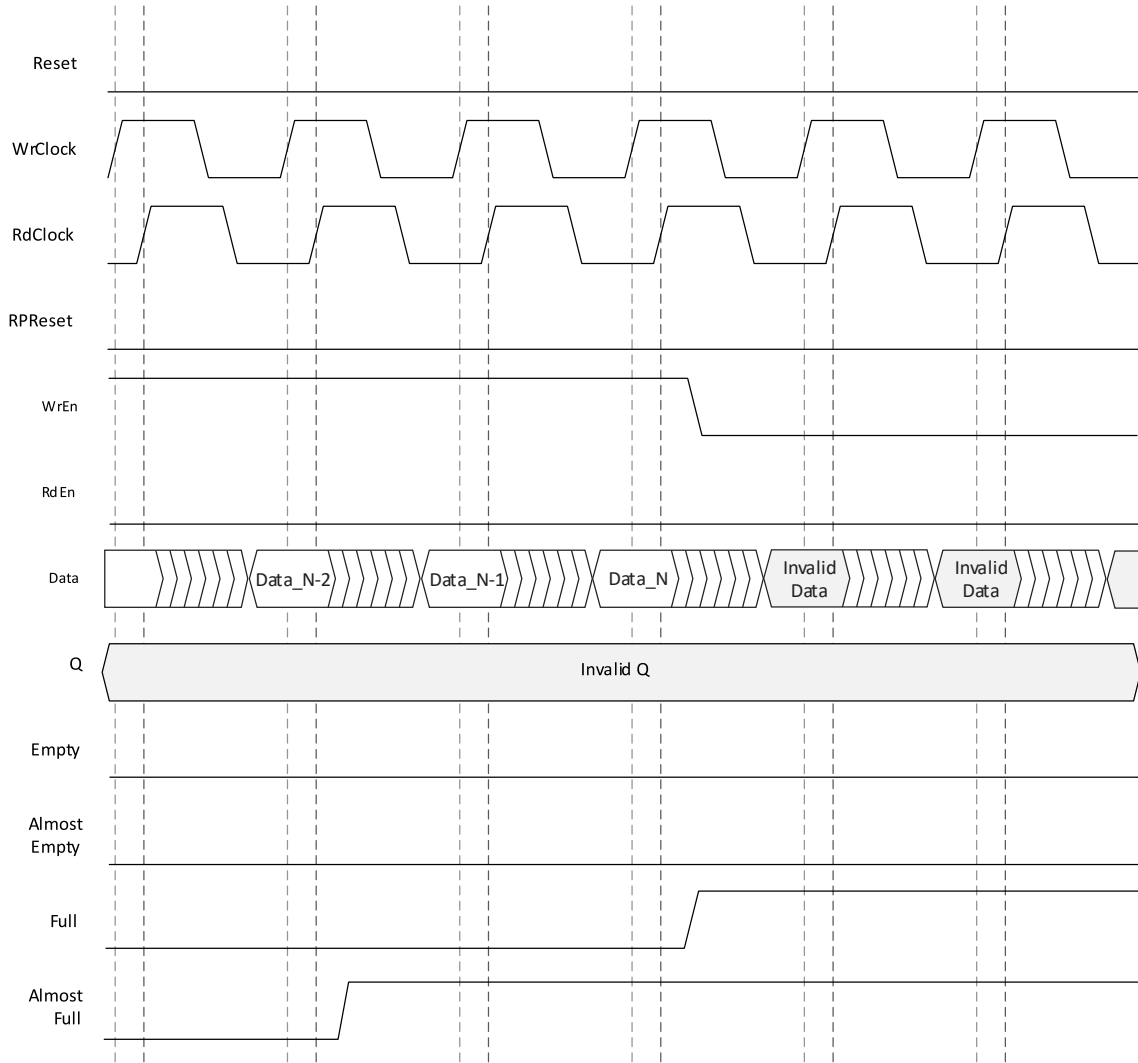 Reset
WrClock
RdClock
RPReset
WrEn
RdEn
Data
Data_N-2
Data_N-1
Data_N
Invalid
Data
Invalid
Data
Q
Invalid Q
Empty
Almost
Empty
Full
Almost
Full